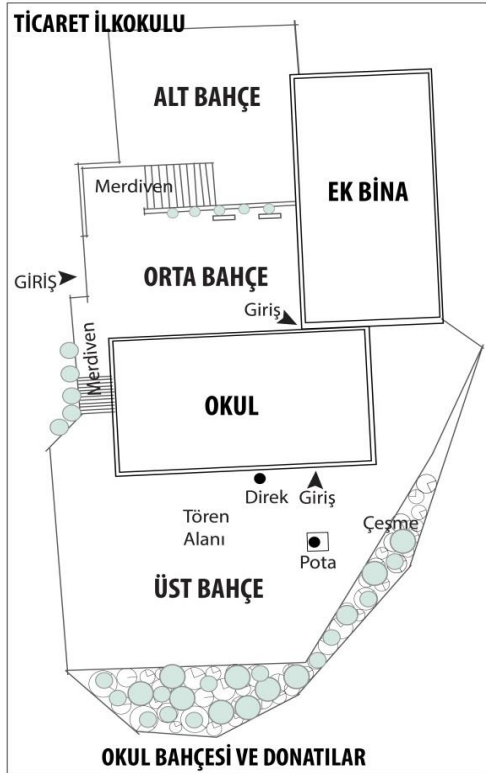 TİCARET İLKOKULU
ALT BAHÇE
Merdiven
EK BİNA
GİRİŞ
ORTA BAHÇE
Giriş
Merdiven
OKUL
Direk
Giriş
Tören
Alanı
Çeşme
Pota
ÜST BAHÇE
OKUL BAHÇESİ VE DONATILAR